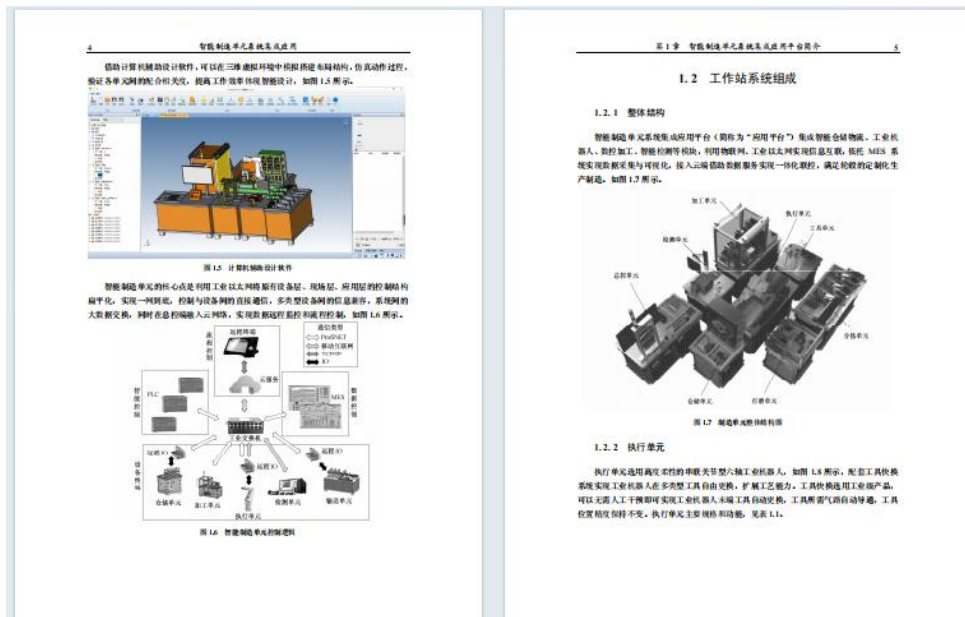 4 智能制造单元系统集成应用
借助计算机辅助设计软件，可以在三维虚拟环境中模拟搭建布局结构，仿真动作过程，
验证各单元间的配合相关度，提高工作效率体现智能设计，如图 1.5 所示。
图 1.5 计算机辅助设计软件
智能制造单元的核心点是利用工业以太网将原有设备层、现场层、应用层的控制结构
扁平化，实现一网到底，控制与设备间的直接通信，多类型设备间的信息兼容，系统间的
大数据交换，同时在总控端融入云网络，实现数据远程监控和流程控制，如图 1.6 所示。
流程控制
远程终端
云服务
通信类型
ProfiNET
移动互联网
TCP/IP
IO
智能控制
PLC
MES
数据控制
工业交换机
设备终端
远程 IO
远程 IO
远程 IO
仓储单元
加工单元
执行单元
检测单元
输送单元
图 1.6 智能制造单元控制逻辑
第 1 章 智能制造单元系统集成应用平台简介 5
1. 2 工作站系统组成
1. 2. 1 整体结构
智能制造单元系统集成应用平台（简称为“应用平台”）集成智能仓储物流、工业机
器人、数控加工、智能检测等模块，利用物联网、工业以太网实现信息互联，依托 MES 系
统实现数据采集与可视化，接入云端借助数据服务实现一体化联控，满足轮毂的定制化生
产制造，如图 1.7 所示。
加工单元
执行单元
工具单元
检测单元
总控单元
分拣单元
仓储单元
打磨单元
图 1.7 制造单元整体结构图
1. 2. 2 执行单元
执行单元选用高度柔性的串联关节型六轴工业机器人，如图 1.8 所示，配套工具快换
系统实现工业机器人在多类型工具自由更换，扩展工艺能力。工具快换选用工业级产品，
可以无需人工干预即可实现工业机器人末端工具自动更换，工具所需气路自动导通，工具
位置精度保持不变。执行单元主要规格和功能，见表 1.1。